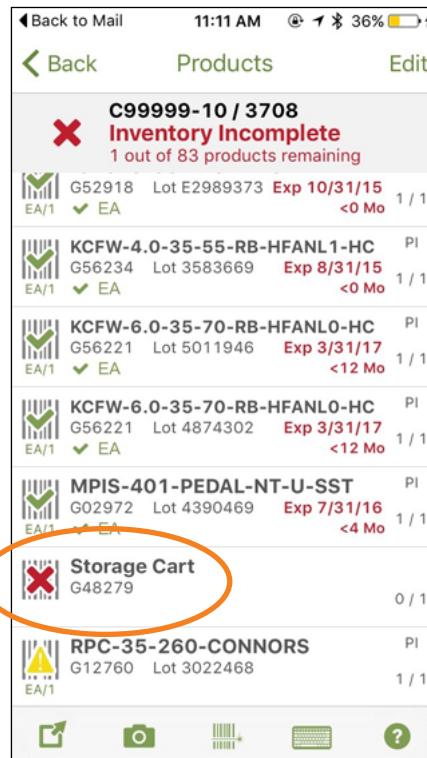 Back to Mail 11:11 AM 36%
Back Products Edit
C99999-10 / 3708
Inventory Incomplete
1 out of 83 products remaining
G52918 Lot E2989373 Exp 10/31/15
<0 Mo 1 / 1
EA/1 EA
KCFW-4.0-35-55-RB-HFANL1-HC PI
G56234 Lot 3583669 Exp 8/31/15
<0 Mo 1 / 1
EA/1 EA
KCFW-6.0-35-70-RB-HFANL0-HC PI
G56221 Lot 5011946 Exp 3/31/17
<12 Mo 1 / 1
EA/1 EA
KCFW-6.0-35-70-RB-HFANL0-HC PI
G56221 Lot 4874302 Exp 3/31/17
<12 Mo 1 / 1
EA/1 EA
MPIS-401-PEDAL-NT-U-SST PI
G02972 Lot 4390469 Exp 7/31/16
<4 Mo 1 / 1
EA/1 EA
Storage Cart
G48279
0 / 1
RPC-35-260-CONNORS PI
G12760 Lot 3022468
1 / 1
EA/1
?